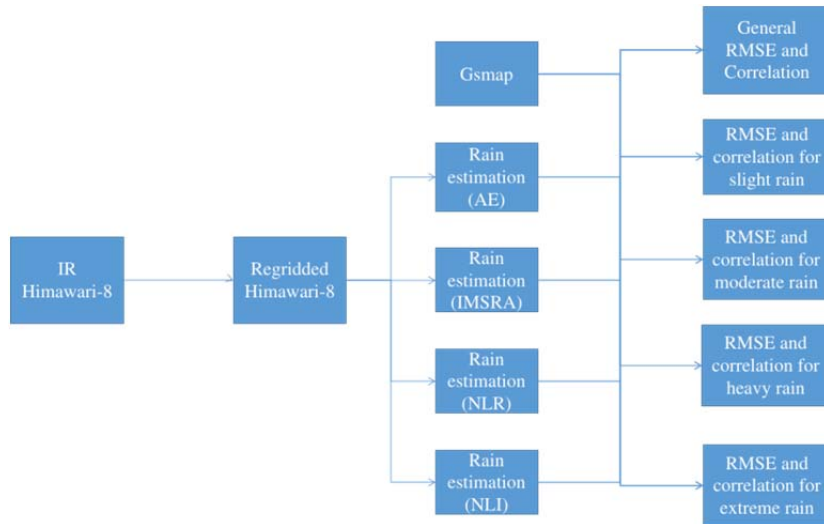 IR
Himawari-8
Regridded
Himawari-8
Gsmap
Rain
estimation
(AE)
Rain
estimation
(IMSRA)
Rain
estimation
(NLR)
Rain
estimation
(NLI)
General
RMSE and
Correlation
RMSE and
correlation for
slight rain
RMSE and
correlation for
moderate rain
RMSE and
correlation for
heavy rain
RMSE and
correlation for
extreme rain